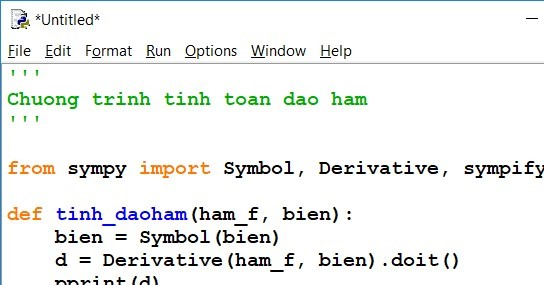 *Untitled*
File Edit Format Run Options Window Help
'''
Chuong trinh tinh toan dao ham
'''
from sympy import Symbol, Derivative, sympify
def tinh_daoham(ham_f, bien):
    bien = Symbol(bien)
    d = Derivative(ham_f, bien).doit()
    pprint(d)